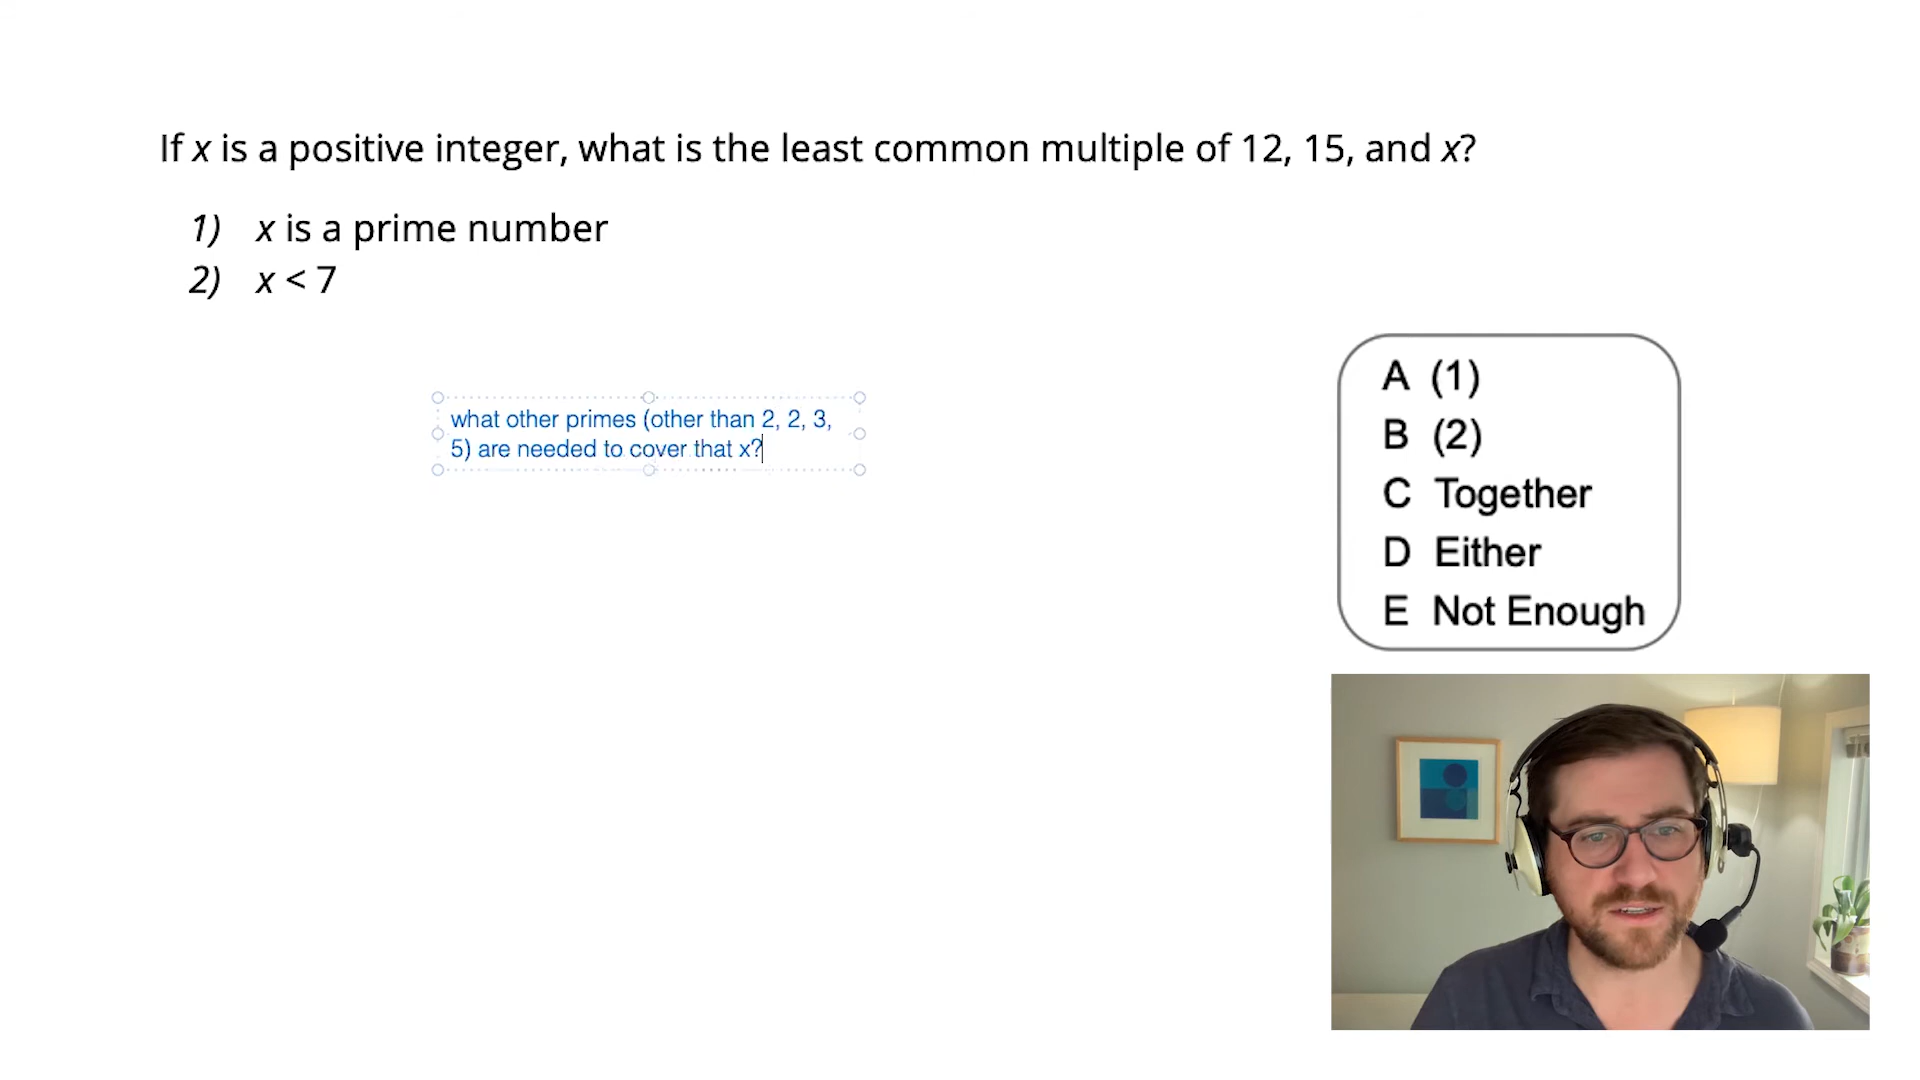 If x is a positive integer, what is the least common multiple of 12, 15, and x?
1) x is a prime number
2) x < 7
what other primes (other than 2, 2, 3,
5) are needed to cover that x?
A (1)
B (2)
C Together
D Either
E Not Enough